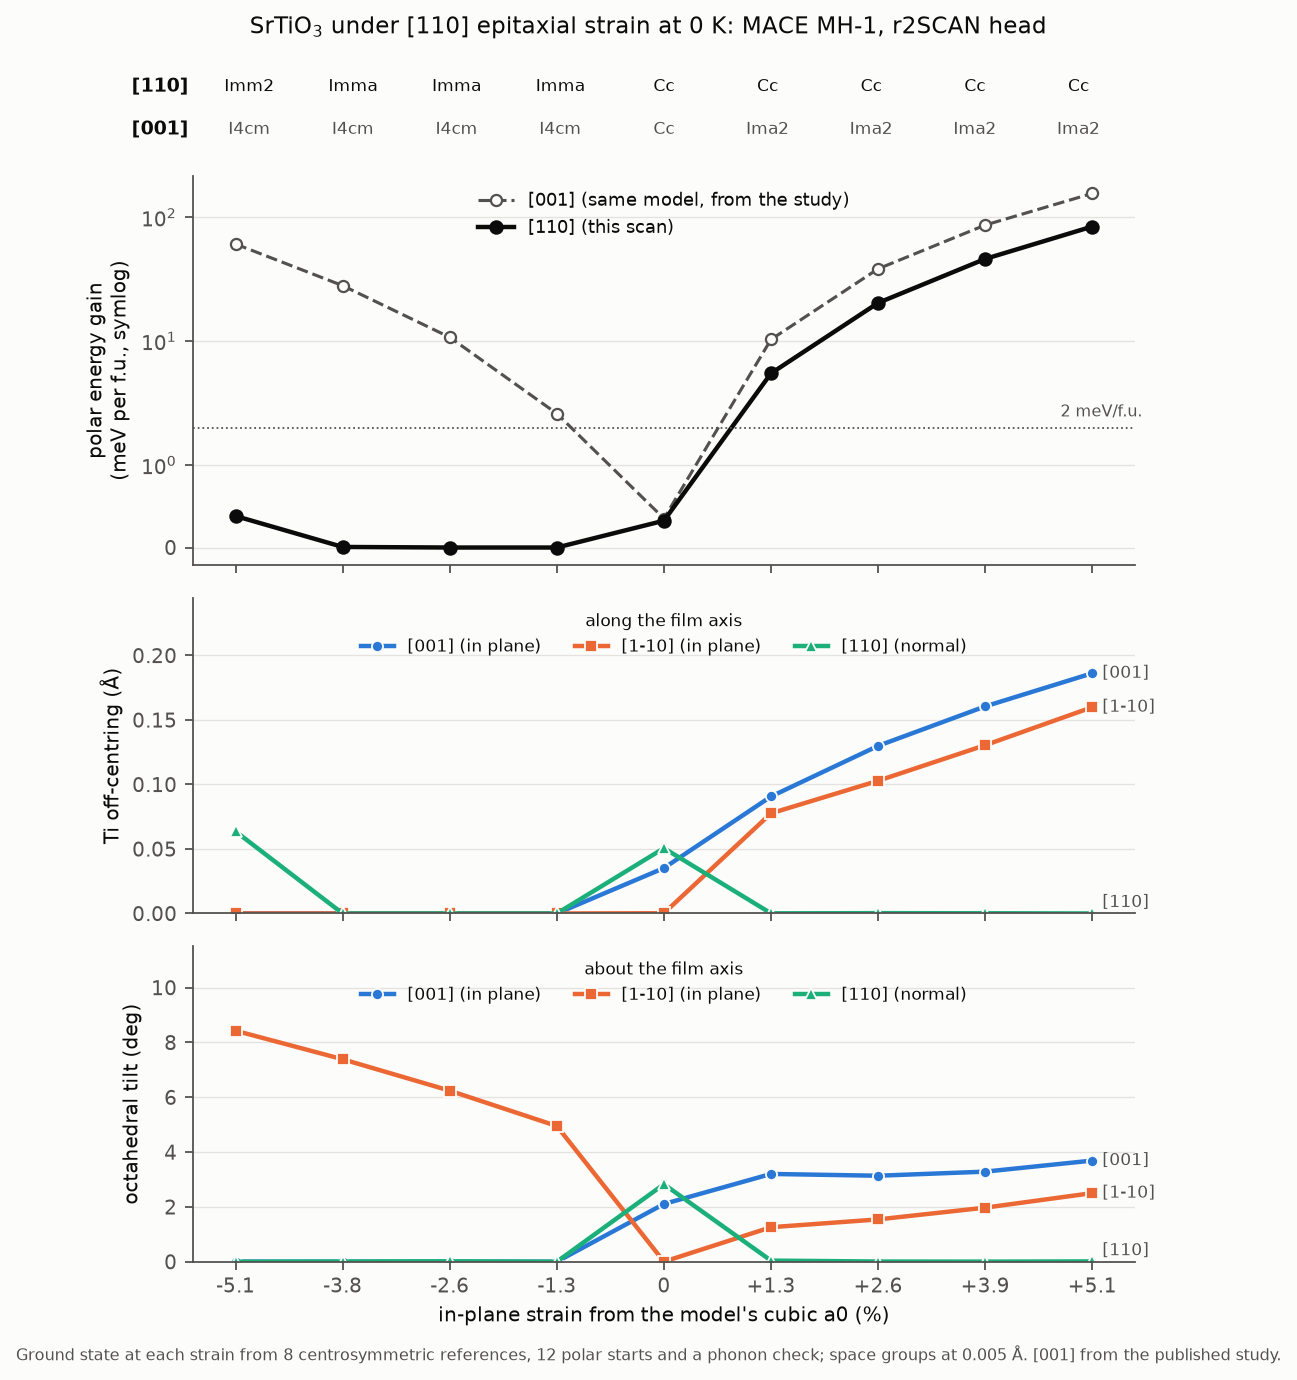 SrTiO3 under [110] epitaxial strain at 0 K: MACE MH-1, r2SCAN head
[110] Imm2 Imma Imma Imma Cc Cc Cc Cc Cc
[001] I4cm I4cm I4cm I4cm Cc Ima2 Ima2 Ima2 Ima2
polar energy gain
(meV per f.u., symlog)
[001] (same model, from the study)
[110] (this scan)
10²
10¹
2 meV/f.u.
10⁰
0
Ti off-centring (Å)
along the film axis
[001] (in plane) [1-10] (in plane) [110] (normal)
0.20
0.15
0.10
0.05
0.00
[001]
[1-10]
[110]
octahedral tilt (deg)
about the film axis
[001] (in plane) [1-10] (in plane) [110] (normal)
10
8
6
4
2
0
[001]
[1-10]
[110]
-5.1 -3.8 -2.6 -1.3 0 +1.3 +2.6 +3.9 +5.1
in-plane strain from the model's cubic a0 (%)
Ground state at each strain from 8 centrosymmetric references, 12 polar starts and a phonon check; space groups at 0.005 Å. [001] from the published study.